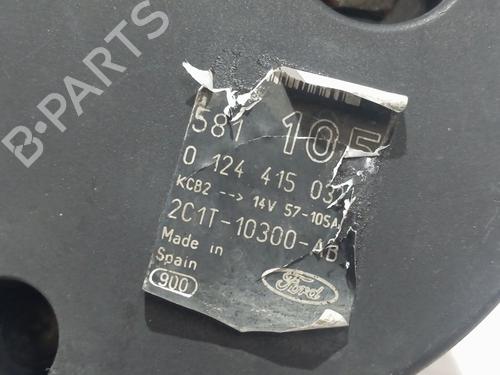 B-PARTS
581 105
0 124 415 03
KCB2 --> 14V 57-105A
2C1T-10300-AB
Made in
Spain
900
Ford